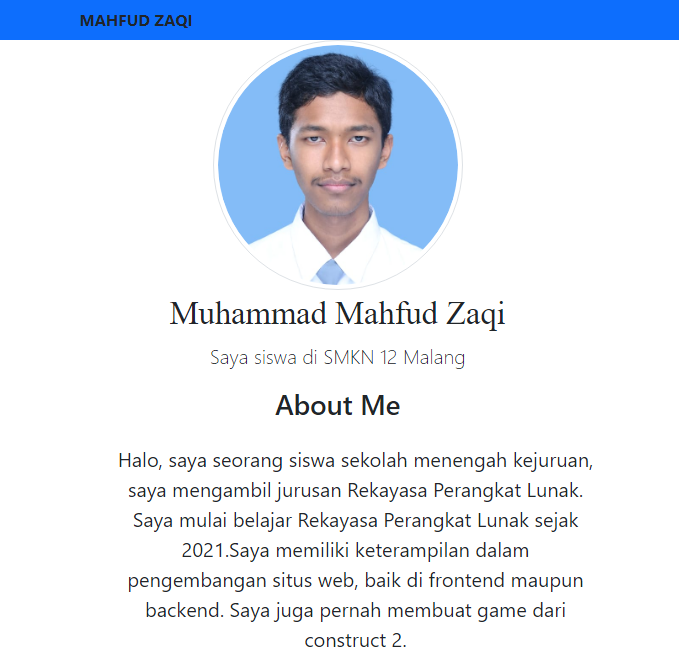 MAHFUD ZAQI
Muhammad Mahfud Zaqi
Saya siswa di SMKN 12 Malang
About Me
Halo, saya seorang siswa sekolah menengah kejuruan,
saya mengambil jurusan Rekayasa Perangkat Lunak.
Saya mulai belajar Rekayasa Perangkat Lunak sejak
2021.Saya memiliki keterampilan dalam
pengembangan situs web, baik di frontend maupun
backend. Saya juga pernah membuat game dari
construct 2.